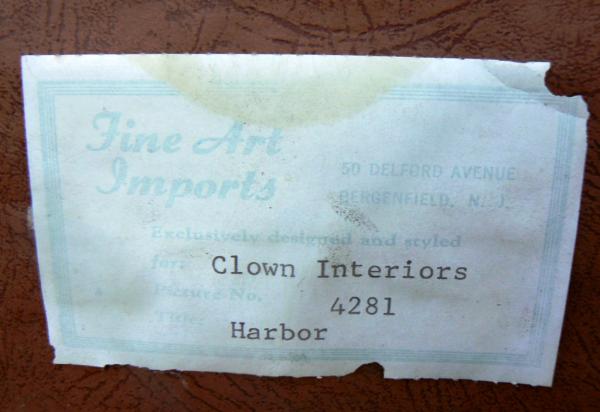 Fine Art
Imports
50 DELFORD AVENUE
BERGENFIELD, N. J.
Exclusively designed and styled
for: Clown Interiors
Picture No. 4281
Title: Harbor